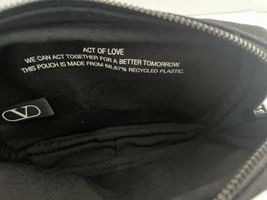 ACT OF LOVE
WE CAN ACT TOGETHER FOR A BETTER TOMORROW.
THIS POUCH IS MADE FROM 66,67% RECYCLED PLASTIC.